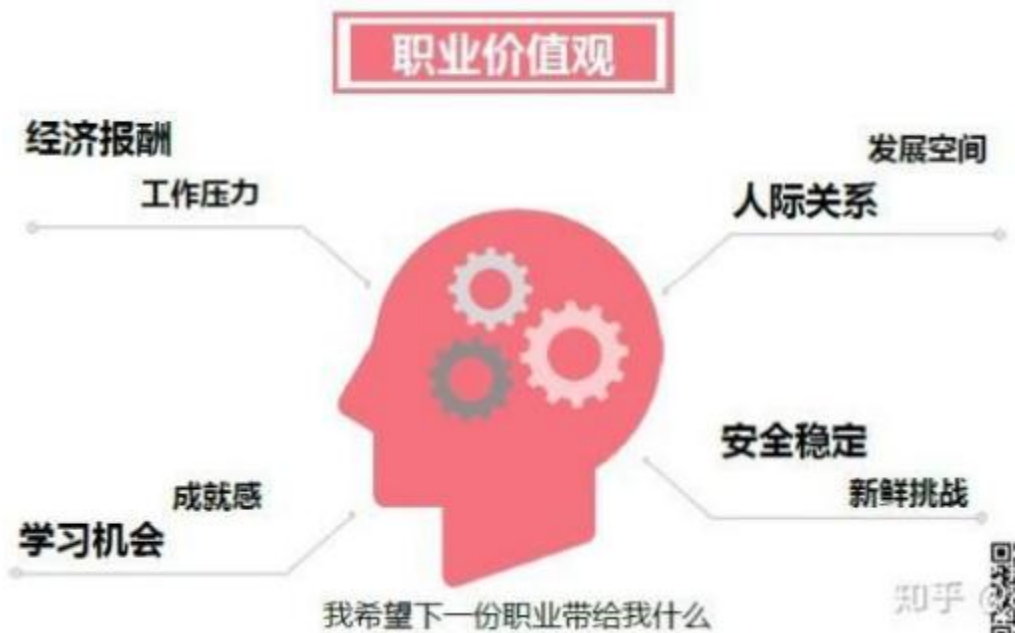 职业价值观
经济报酬
工作压力
发展空间
人际关系
成就感
学习机会
安全稳定
新鲜挑战
我希望下一份职业带给我什么
知乎